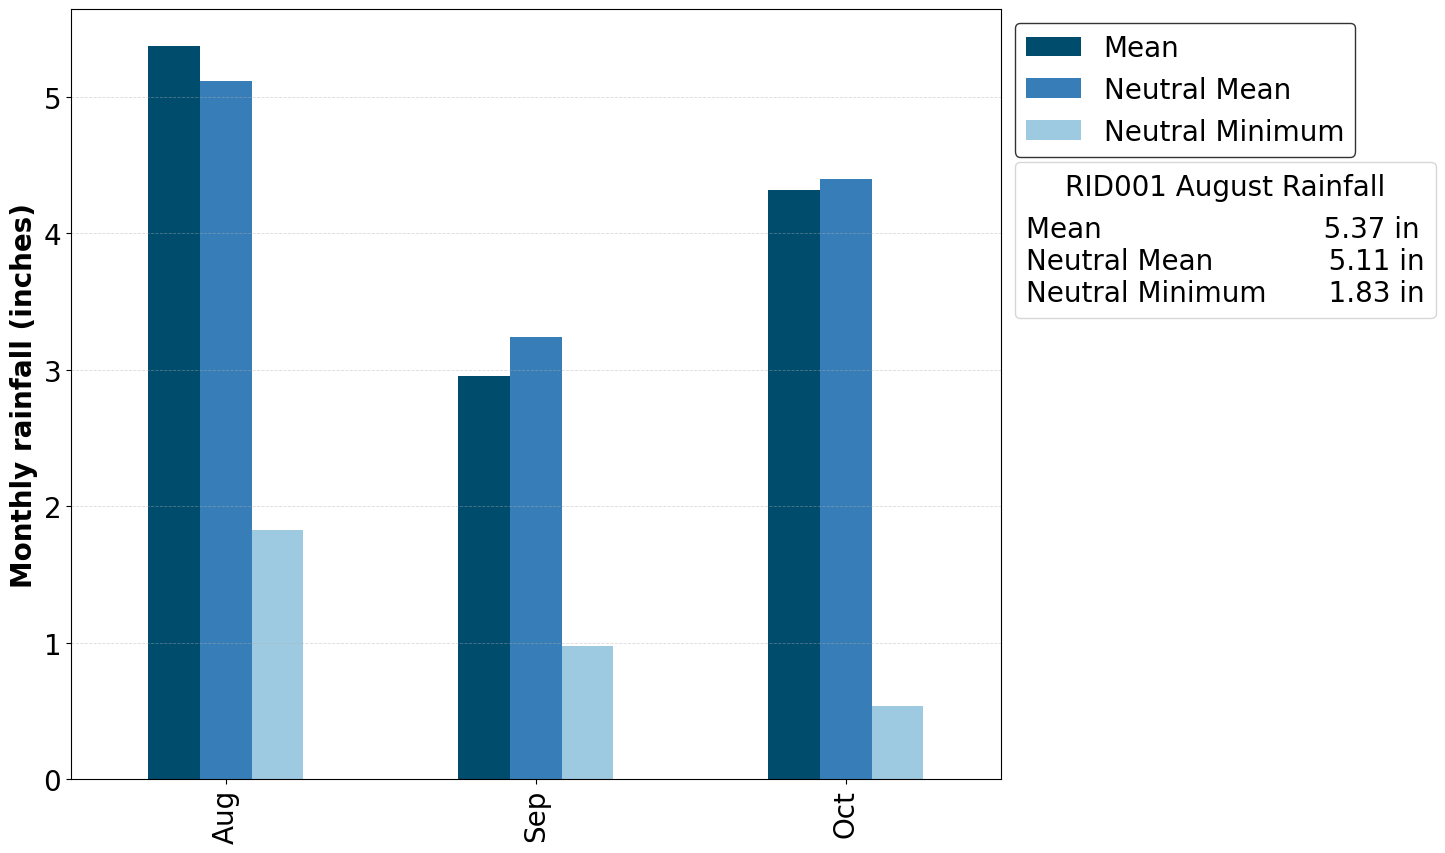 Monthly rainfall (inches)
5
4
3
2
1
0
Aug
Sep
Oct
Mean
Neutral Mean
Neutral Minimum
RID001 August Rainfall
Mean 5.37 in
Neutral Mean 5.11 in
Neutral Minimum 1.83 in